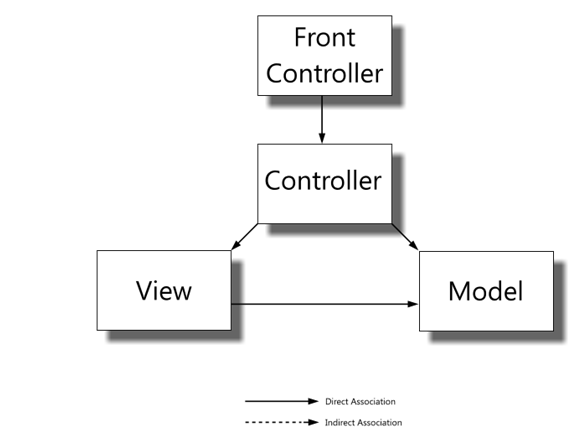 Front
Controller
Controller
View
Model
Direct Association
Indirect Association